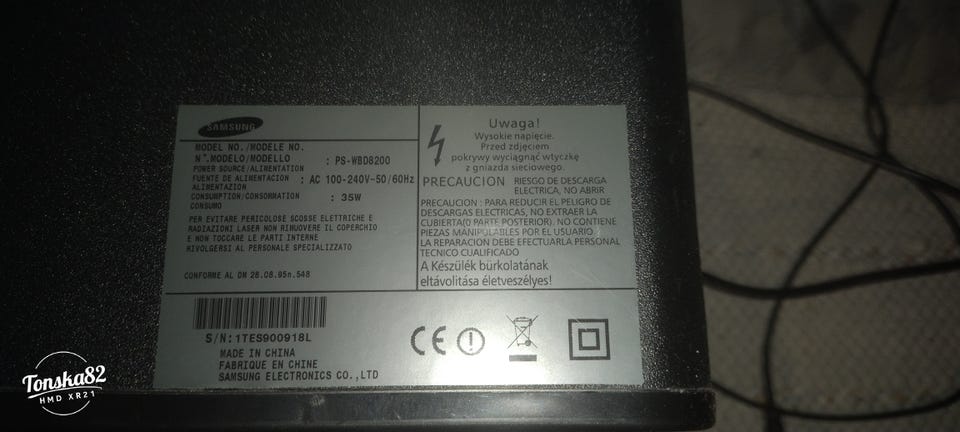 SAMSUNG
MODEL NO./MODELE NO.
N°.MODELO/MODELLO : PS-WBD8200
POWER SOURCE/ALIMENTATION
FUENTE DE ALIMENTACION : AC 100-240V~50/60Hz
ALIMENTAZION
CONSUMPTION/CONSOMMATION : 35W
CONSUMO
PER EVITARE PERICOLOSE SCOSSE ELETTRICHE E
RADIAZIONI LASER NON RIMUOVERE IL COPERCHIO
E NON TOCCARE LE PARTI INTERNE
RIVOLGERSI AL PERSONALE SPECIALIZZATO
CONFORME AL DM 28.08.95n.548
Uwaga!
Wysokie napięcie.
Przed zdjęciem
pokrywy wyciągnąć wtyczkę
z gniazda sieciowego.
PRECAUCION RIESGO DE DESCARGA
ELECTRICA, NO ABRIR
PRECAUCION : PARA REDUCIR EL PELIGRO DE
DESCARGAS ELECTRICAS, NO EXTRAER LA
CUBIERTA(O PARTE POSTERIOR). NO CONTIENE
PIEZAS MANIPULABLES POR EL USUARIO.
LA REPARACION DEBE EFECTUARLA PERSONAL
TECNICO CUALIFICADO
A Készülék burkolatának
eltávolitása életveszélyes!
S/N: 1TES900918L
MADE IN CHINA
FABRIQUE EN CHINE
SAMSUNG ELECTRONICS CO.,LTD
CE
Tonska82
HMD XR21